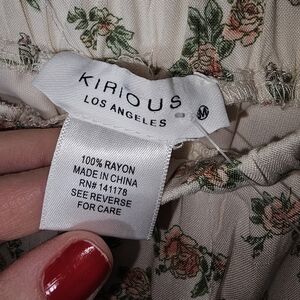 KIRIOUS
LOS ANGELES
M
100% RAYON
MADE IN CHINA
RN# 141178
SEE REVERSE
FOR CARE